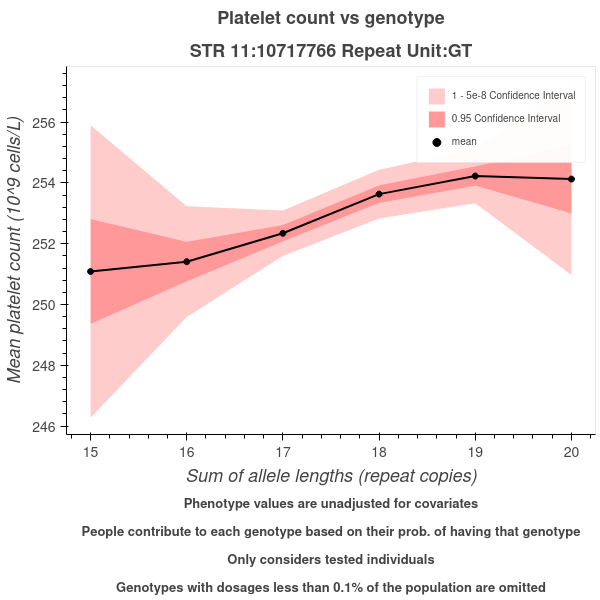 Platelet count vs genotype
STR 11:10717766 Repeat Unit:GT
1 - 5e-8 Confidence Interval
0.95 Confidence Interval
mean
Mean platelet count (10^9 cells/L)
256
254
252
250
248
246
15 16 17 18 19 20
Sum of allele lengths (repeat copies)
Phenotype values are unadjusted for covariates
People contribute to each genotype based on their prob. of having that genotype
Only considers tested individuals
Genotypes with dosages less than 0.1% of the population are omitted